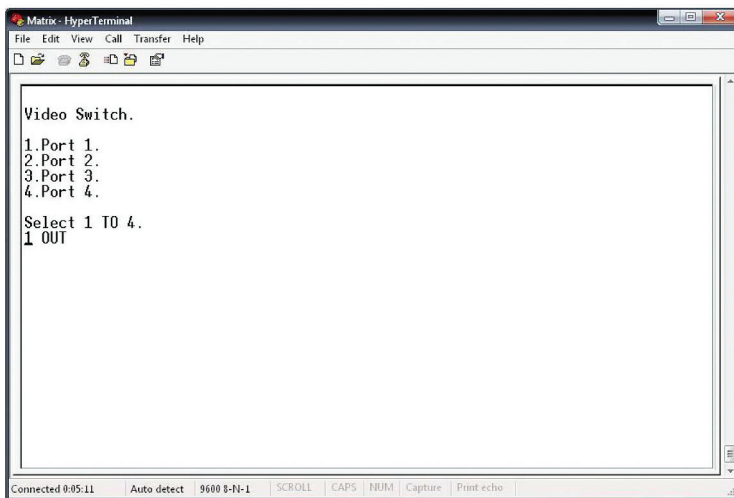 Matrix - HyperTerminal
File Edit View Call Transfer Help
Video Switch.
1.Port 1.
2.Port 2.
3.Port 3.
4.Port 4.
Select 1 TO 4.
1 OUT
Connected 0:05:11 Auto detect 9600 8-N-1 SCROLL CAPS NUM Capture Print echo